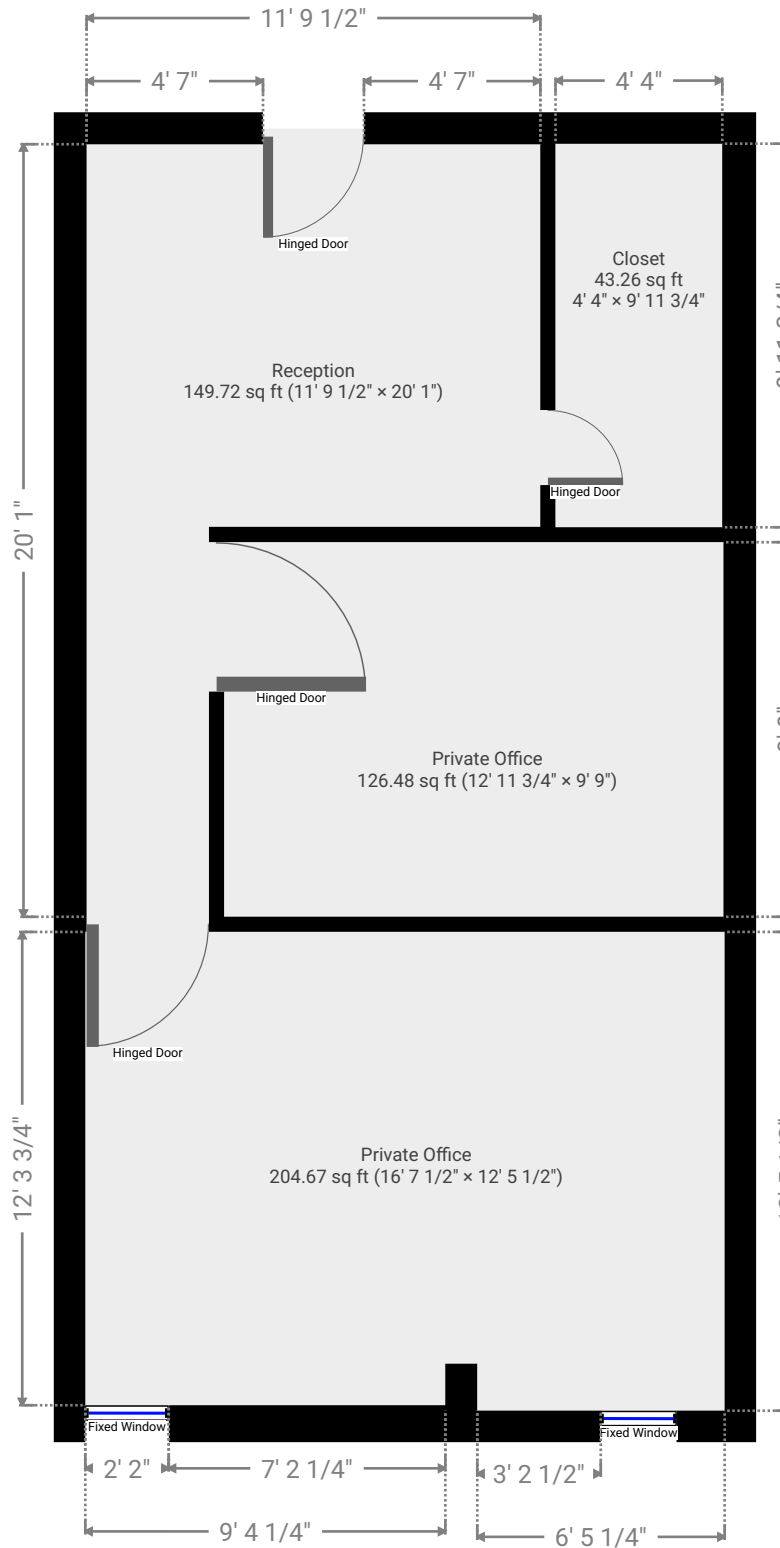 11' 9 1/2"
4' 7"
4' 7"
4' 4"
Hinged Door
Closet
43.26 sq ft
4' 4" × 9' 11 3/4"
Reception
149.72 sq ft (11' 9 1/2" × 20' 1")
Hinged Door
20' 1"
Hinged Door
Private Office
126.48 sq ft (12' 11 3/4" × 9' 9")
Hinged Door
12' 3 3/4"
Private Office
204.67 sq ft (16' 7 1/2" × 12' 5 1/2")
Fixed Window
Fixed Window
2' 2"
7' 2 1/4"
3' 2 1/2"
9' 4 1/4"
6' 5 1/4"